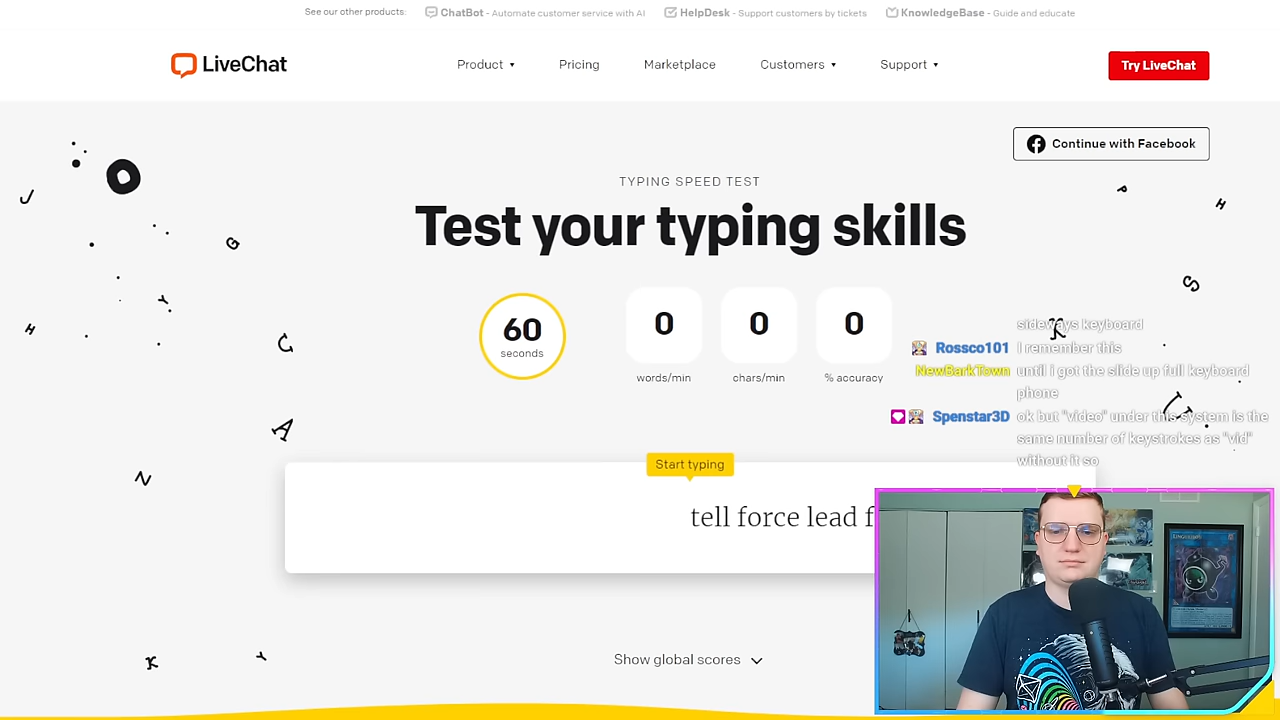 See our other products:
ChatBot - Automate customer service with AI
HelpDesk - Support customers by tickets
KnowledgeBase - Guide and educate
LiveChat
Product
Pricing
Marketplace
Customers
Support
Try LiveChat
Continue with Facebook
TYPING SPEED TEST
Test your typing skills
60
seconds
0
words/min
0
chars/min
0
% accuracy
sideways keyboard
Rossco101 I remember this
NewBarkTown until i got the slide up full keyboard
phone
Spenstar3D ok but "video" under this system is the
same number of keystrokes as "vid"
without it so
Start typing
tell force lead f
Show global scores
J
O
G
Y
H
C
A
N
K
Y
P
H
S
K